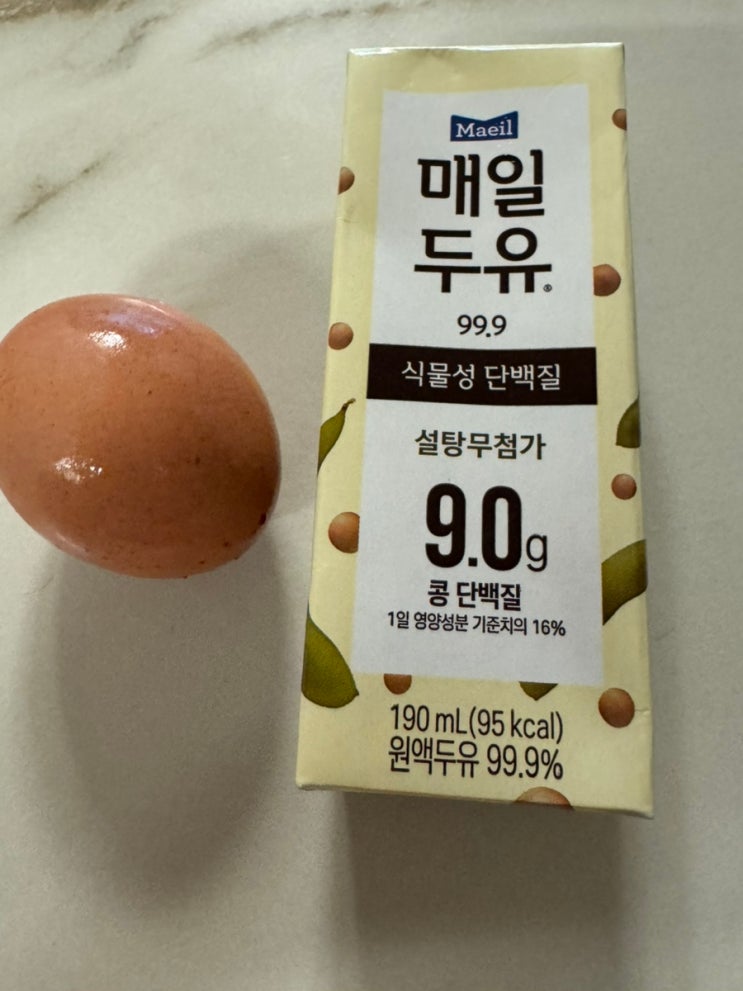 Maeil
매일
두유®
99.9
식물성 단백질
설탕무첨가
9.0g
콩 단백질
1일 영양성분 기준치의 16%
190 mL(95 kcal)
원액두유 99.9%